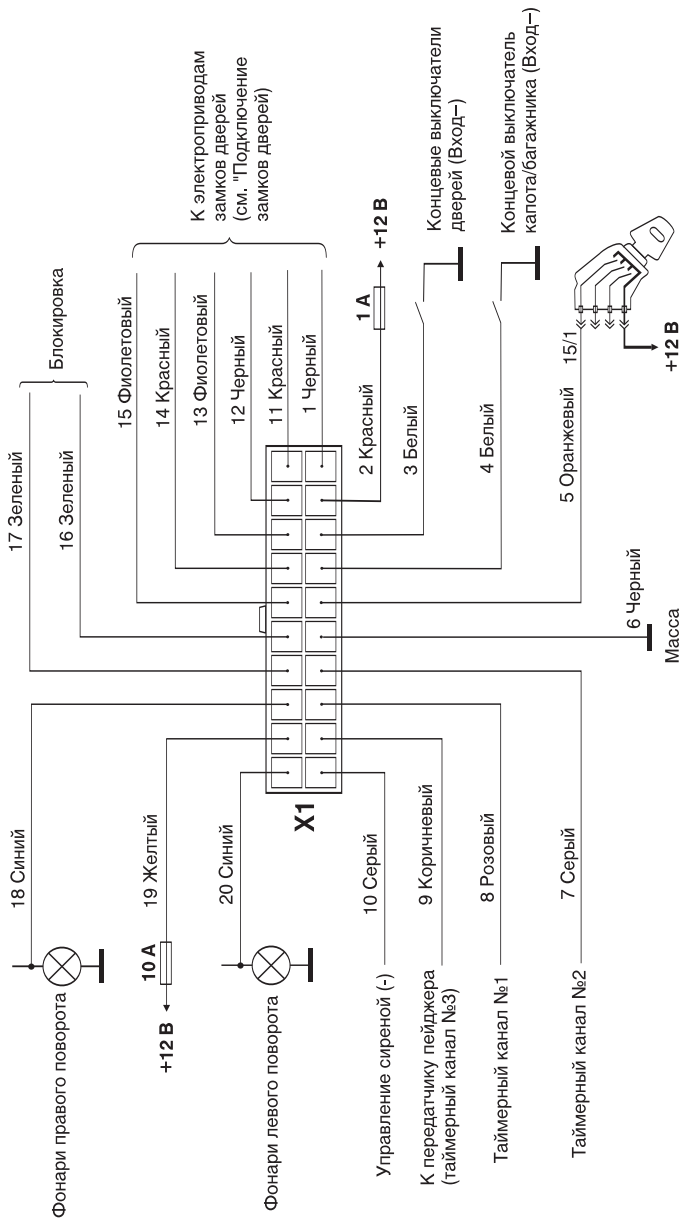 Фонари правого поворота
18 Синий
17 Зеленый
16 Зеленый
Блокировка
+12 В
10 А
19 Желтый
15 Фиолетовый
14 Красный
13 Фиолетовый
12 Черный
11 Красный
1 Черный
К электроприводам
замков дверей
(см. "Подключение
замков дверей)
Фонари левого поворота
20 Синий
X1
Управление сиреной (-)
10 Серый
2 Красный
1 А
+12 В
К передатчику пейджера
(таймерный канал №3)
9 Коричневый
3 Белый
Концевые выключатели
дверей (Вход–)
Таймерный канал №1
8 Розовый
4 Белый
Концевой выключатель
капота/багажника (Вход–)
Таймерный канал №2
7 Серый
5 Оранжевый
15/1
6 Черный
Масса
+12 В